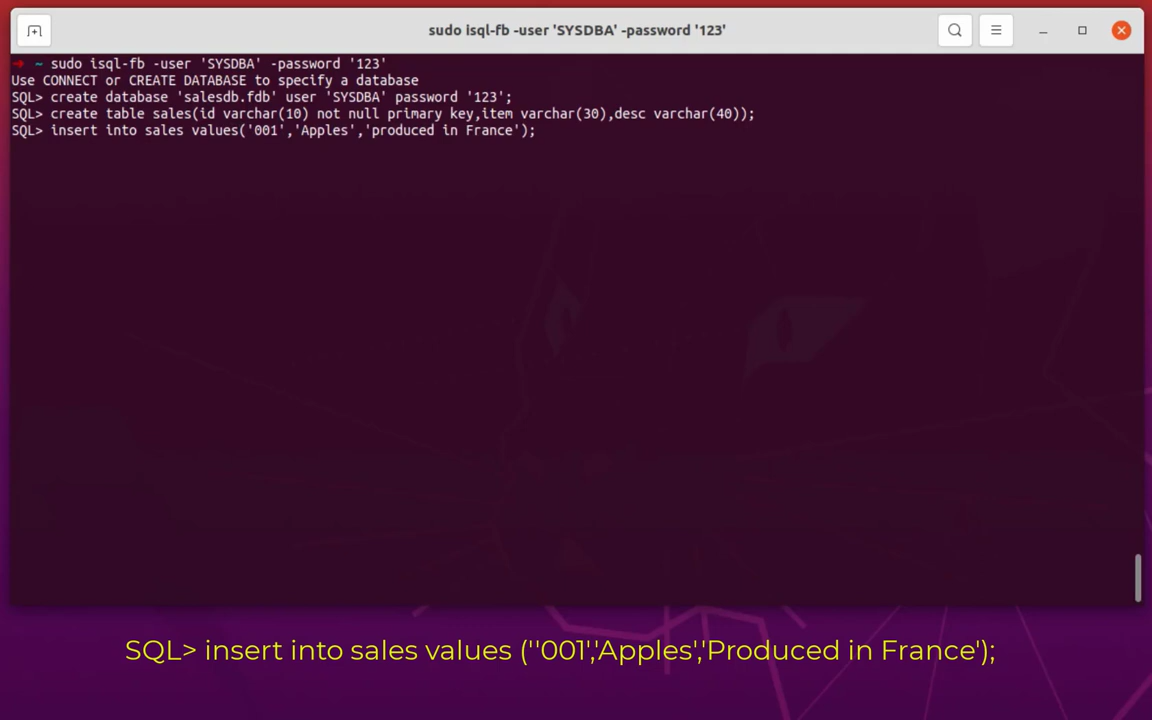 sudo isql-fb -user 'SYSDBA' -password '123'
➜ ~ sudo isql-fb -user 'SYSDBA' -password '123'
Use CONNECT or CREATE DATABASE to specify a database
SQL> create database 'salesdb.fdb' user 'SYSDBA' password '123';
SQL> create table sales(id varchar(10) not null primary key,item varchar(30),desc varchar(40));
SQL> insert into sales values('001','Apples','produced in France');
SQL> insert into sales values (''001','Apples','Produced in France');